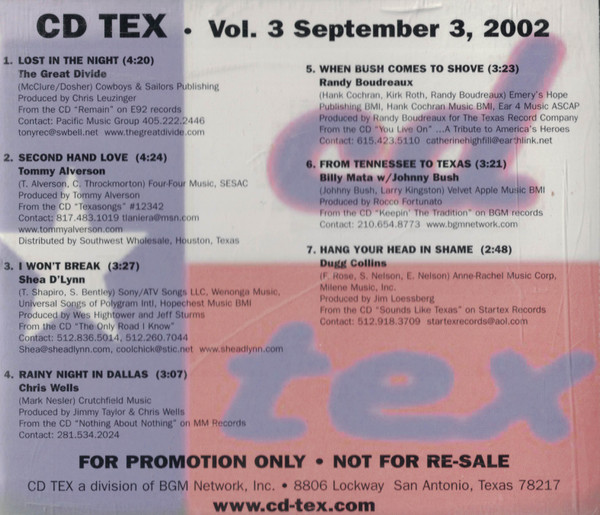 CD TEX • Vol. 3 September 3, 2002
1. LOST IN THE NIGHT (4:20)
The Great Divide
(McClure/Dosher) Cowboys & Sailors Publishing
Produced by Chris Leuzinger
From the CD “Remain” on E92 records
Contact: Pacific Music Group 405.222.2446
tonyrec@swbell.net www.thegreatdivide.com
2. SECOND HAND LOVE (4:24)
Tommy Alverson
(T. Alverson, C. Throckmorton) Four-Four Music, SESAC
Produced by Tommy Alverson
From the CD “Texasongs” #12342
Contact: 817.483.1019 tlaniera@msn.com
www.tommyalverson.com
Distributed by Southwest Wholesale, Houston, Texas
3. I WON'T BREAK (3:27)
Shea D'Lynn
(T. Shapiro, S. Bentley) Sony/ATV Songs LLC, Wenonga Music,
Universal Songs of Polygram Intl, Hopechest Music BMI
Produced by Wes Hightower and Jeff Sturms
From the CD “The Only Road I Know”
Contact: 512.836.5014, 512.260.7044
Shea@sheadlynn.com, coolchick@stic.net www.sheadlynn.com
4. RAINY NIGHT IN DALLAS (3:07)
Chris Wells
(Mark Nesler) Crutchfield Music
Produced by Jimmy Taylor & Chris Wells
From the CD “Nothing About Nothing” on MM Records
Contact: 281.534.2024
5. WHEN BUSH COMES TO SHOVE (3:23)
Randy Boudreaux
(Hank Cochran, Kirk Roth, Randy Boudreaux) Emery's Hope
Publishing BMI, Hank Cochran Music BMI, Ear 4 Music ASCAP
Produced by Randy Boudreaux for The Texas Record Company
From the CD “You Live On” ...A Tribute to America's Heroes
Contact: 615.423.5110 catherinehighfill@earthlink.net
6. FROM TENNESSEE TO TEXAS (3:21)
Billy Mata w/Johnny Bush
(Johnny Bush, Larry Kingston) Velvet Apple Music BMI
Produced by Rocco Fortunato
From the CD “Keepin' The Tradition” on BGM records
Contact: 210.654.8773 www.bgmnetwork.com
7. HANG YOUR HEAD IN SHAME (2:48)
Dugg Collins
(F. Rose, S. Nelson, E. Nelson) Anne-Rachel Music Corp,
Milene Music, Inc.
Produced by Jim Loessberg
From the CD “Sounds Like Texas” on Startex Records
Contact: 512.918.3709 startexrecords@aol.com
cd
tex
FOR PROMOTION ONLY • NOT FOR RE-SALE
CD TEX a division of BGM Network, Inc. • 8806 Lockway San Antonio, Texas 78217
www.cd-tex.com